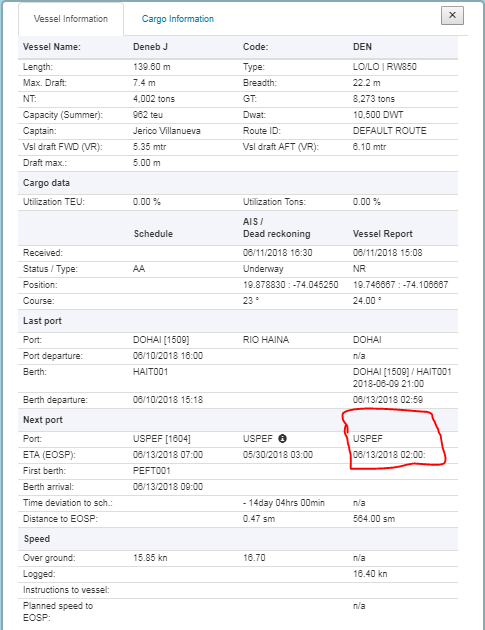 Vessel Information Cargo Information ×
Vessel Name: Deneb J Code: DEN
Length: 139.60 m Type: LO/LO | RW850
Max. Draft: 7.4 m Breadth: 22.2 m
NT: 4,002 tons GT: 8,273 tons
Capacity (Summer): 962 teu Dwat: 10,500 DWT
Captain: Jerico Villanueva Route ID: DEFAULT ROUTE
Vsl draft FWD (VR): 5.35 mtr Vsl draft AFT (VR): 6.10 mtr
Draft max.: 5.00 m
Cargo data
Utilization TEU: 0.00 % Utilization Tons: 0.00 %
Schedule AIS / Dead reckoning Vessel Report
Received: 06/11/2018 16:30 06/11/2018 15:08
Status / Type: AA Underway NR
Position: 19.878830 : -74.045250 19.746667 : -74.106667
Course: 23 ° 24.00 °
Last port
Port: DOHAI [1509] RIO HAINA DOHAI
Port departure: 06/10/2018 16:00 n/a
Berth: HAIT001 DOHAI [1509] / HAIT001
2018-06-09 21:00
Berth departure: 06/10/2018 15:18 06/13/2018 02:59
Next port
Port: USPEF [1604] USPEF USPEF
ETA (EOSP): 06/13/2018 07:00 05/30/2018 03:00 06/13/2018 02:00:
First berth: PEFT001
Berth arrival: 06/13/2018 09:00
Time deviation to sch.: - 14day 04hrs 00min n/a
Distance to EOSP: 0.47 sm 564.00 sm
Speed
Over ground: 15.85 kn 16.70 n/a
Logged: 16.40 kn
Instructions to vessel:
Planned speed to n/a
EOSP: